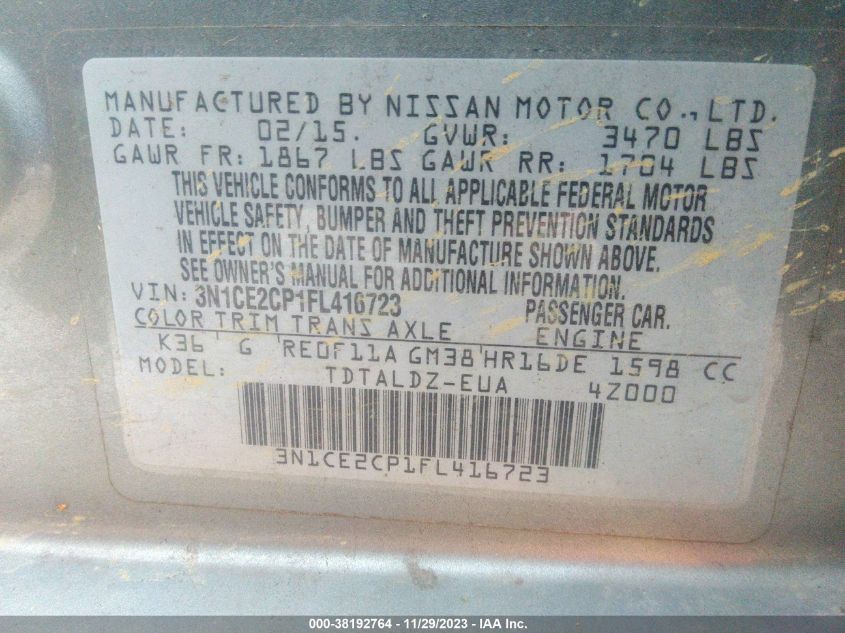 MANUFACTURED BY NISSAN MOTOR CO., LTD.
DATE: 02/15. GVWR: 3470 LBS
GAWR FR: 1867 LBS GAWR RR: 1704 LBS
THIS VEHICLE CONFORMS TO ALL APPLICABLE FEDERAL MOTOR
VEHICLE SAFETY, BUMPER AND THEFT PREVENTION STANDARDS
IN EFFECT ON THE DATE OF MANUFACTURE SHOWN ABOVE.
SEE OWNER'S MANUAL FOR ADDITIONAL INFORMATION.
VIN: 3N1CE2CP1FL416723 PASSENGER CAR.
COLOR TRIM TRANS AXLE ENGINE
K36 G RE0F11A GM38 HR16DE 1598 CC
MODEL: TDTALDZ-EUA 4Z000
3N1CE2CP1FL416723
000-38192764 - 11/29/2023 - IAA Inc.